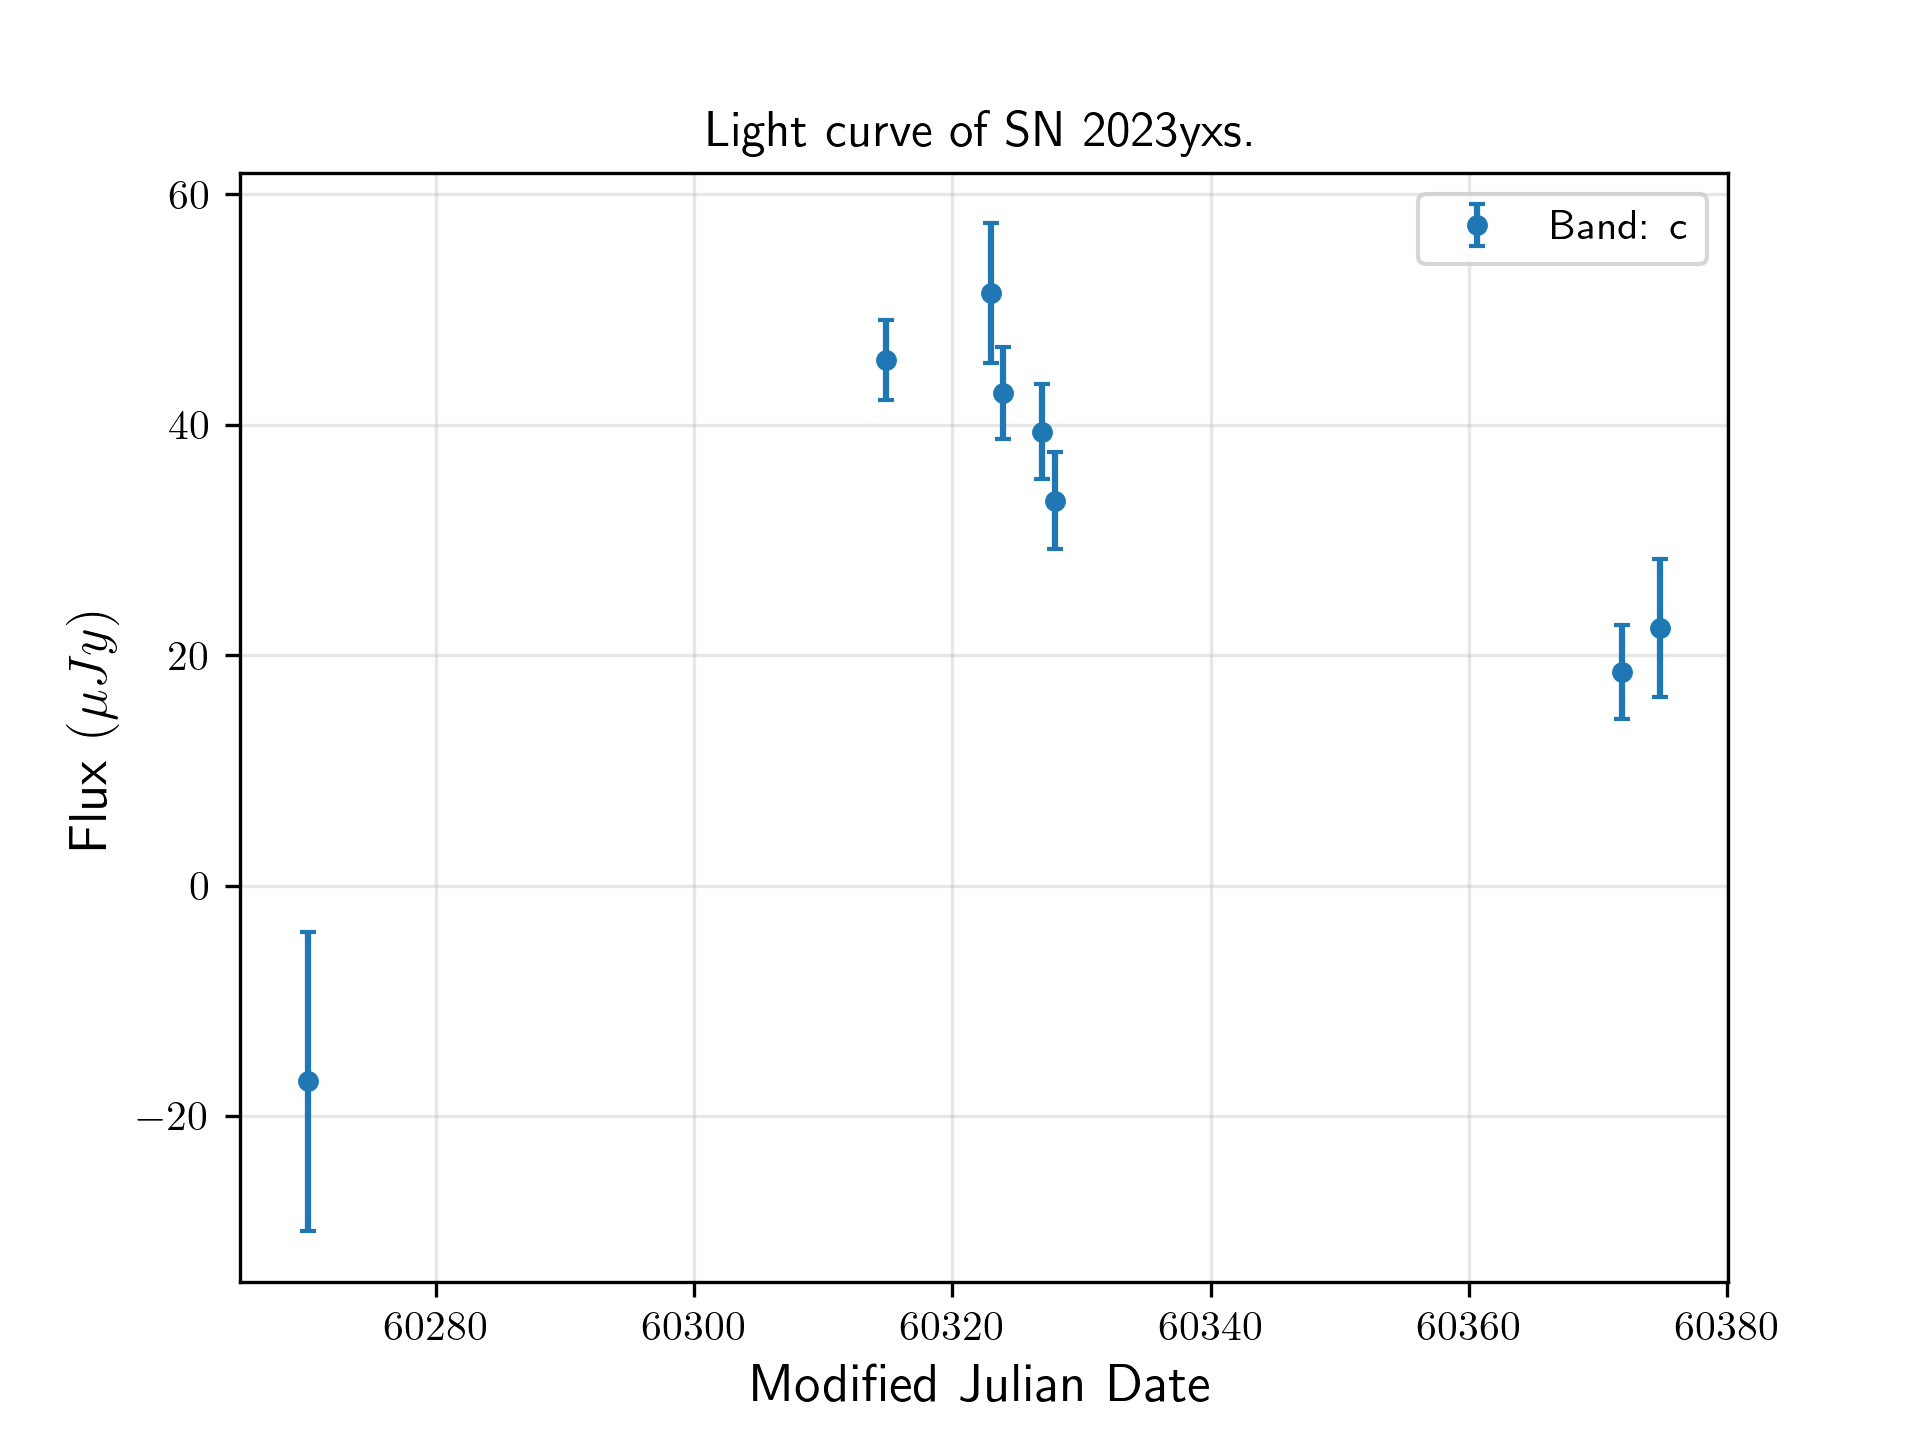 Light curve of SN 2023yxs.
Band: c
60
40
20
0
−20
Flux (μJy)
60280 60300 60320 60340 60360 60380
Modified Julian Date